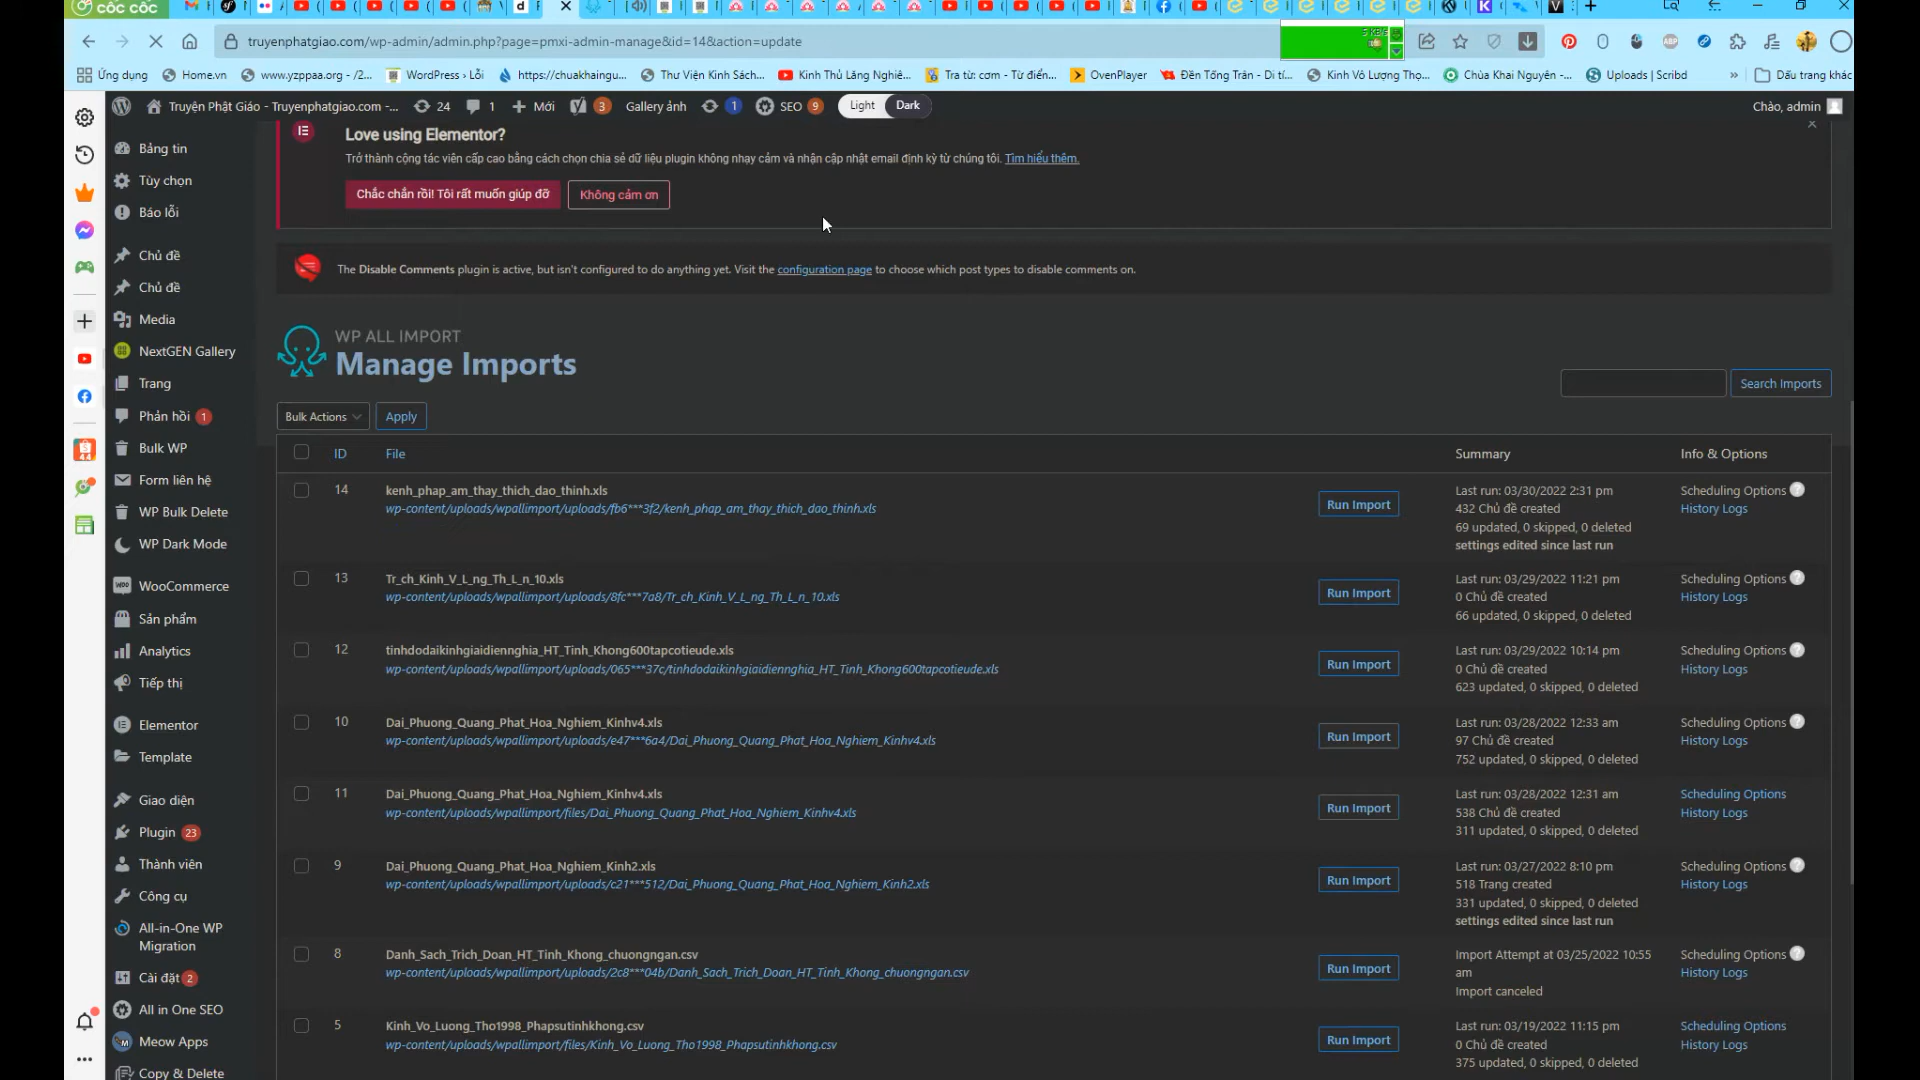 CỐC CỐC
truyenphatgiao.com/wp-admin/admin.php?page=pmxi-admin-manage&id=14&action=update
Ứng dụng Home.vn www.yzppaa.org - /2... WordPress › Lỗi https://chuakhaingu... Thư Viện Kinh Sách... Kinh Thủ Lăng Nghiê... Tra từ: cơm - Từ điển... OvenPlayer Đền Tống Trân - Di tí... Kinh Vô Lượng Thọ... Chùa Khai Nguyên -... Uploads | Scribd » Dấu trang khác
Truyện Phật Giáo - Truyenphatgiao.com -... 24 1 Mới 3 Gallery ảnh 1 SEO 9 Light Dark Chào, admin
Love using Elementor?
Trở thành cộng tác viên cấp cao bằng cách chọn chia sẻ dữ liệu plugin không nhạy cảm và nhận cập nhật email định kỳ từ chúng tôi. Tìm hiểu thêm.
Chắc chắn rồi! Tôi rất muốn giúp đỡ Không cảm ơn
The Disable Comments plugin is active, but isn't configured to do anything yet. Visit the configuration page to choose which post types to disable comments on.
Bảng tin
Tùy chọn
Báo lỗi
Chủ đề
Chủ đề
Media
NextGEN Gallery
Trang
Phản hồi 1
Bulk WP
Form liên hệ
WP Bulk Delete
WP Dark Mode
WooCommerce
Sản phẩm
Analytics
Tiếp thị
Elementor
Template
Giao diện
Plugin 23
Thành viên
Công cụ
All-in-One WP
Migration
Cài đặt 2
All in One SEO
Meow Apps
Copy & Delete
WP ALL IMPORT
Manage Imports
Search Imports
Bulk Actions Apply
ID File Summary Info & Options
14 kenh_phap_am_thay_thich_dao_thinh.xls
wp-content/uploads/wpallimport/uploads/fb6***3f2/kenh_phap_am_thay_thich_dao_thinh.xls
Run Import
Last run: 03/30/2022 2:31 pm
432 Chủ đề created
69 updated, 0 skipped, 0 deleted
settings edited since last run
Scheduling Options ?
History Logs
13 Tr_ch_Kinh_V_L_ng_Th_L_n_10.xls
wp-content/uploads/wpallimport/uploads/8fc***7a8/Tr_ch_Kinh_V_L_ng_Th_L_n_10.xls
Run Import
Last run: 03/29/2022 11:21 pm
0 Chủ đề created
66 updated, 0 skipped, 0 deleted
Scheduling Options ?
History Logs
12 tinhdodaikinhgiaidiennghia_HT_Tinh_Khong600tapcotieude.xls
wp-content/uploads/wpallimport/uploads/065***37c/tinhdodaikinhgiaidiennghia_HT_Tinh_Khong600tapcotieude.xls
Run Import
Last run: 03/29/2022 10:14 pm
0 Chủ đề created
623 updated, 0 skipped, 0 deleted
Scheduling Options ?
History Logs
10 Dai_Phuong_Quang_Phat_Hoa_Nghiem_Kinhv4.xls
wp-content/uploads/wpallimport/uploads/e47***6a4/Dai_Phuong_Quang_Phat_Hoa_Nghiem_Kinhv4.xls
Run Import
Last run: 03/28/2022 12:33 am
97 Chủ đề created
752 updated, 0 skipped, 0 deleted
Scheduling Options ?
History Logs
11 Dai_Phuong_Quang_Phat_Hoa_Nghiem_Kinhv4.xls
wp-content/uploads/wpallimport/files/Dai_Phuong_Quang_Phat_Hoa_Nghiem_Kinhv4.xls
Run Import
Last run: 03/28/2022 12:31 am
538 Chủ đề created
311 updated, 0 skipped, 0 deleted
Scheduling Options
History Logs
9 Dai_Phuong_Quang_Phat_Hoa_Nghiem_Kinh2.xls
wp-content/uploads/wpallimport/uploads/c21***512/Dai_Phuong_Quang_Phat_Hoa_Nghiem_Kinh2.xls
Run Import
Last run: 03/27/2022 8:10 pm
518 Trang created
331 updated, 0 skipped, 0 deleted
settings edited since last run
Scheduling Options ?
History Logs
8 Danh_Sach_Trich_Doan_HT_Tinh_Khong_chuongngan.csv
wp-content/uploads/wpallimport/uploads/2c8***04b/Danh_Sach_Trich_Doan_HT_Tinh_Khong_chuongngan.csv
Run Import
Import Attempt at 03/25/2022 10:55
am
Import canceled
Scheduling Options ?
History Logs
5 Kinh_Vo_Luong_Tho1998_Phapsutinhkhong.csv
wp-content/uploads/wpallimport/files/Kinh_Vo_Luong_Tho1998_Phapsutinhkhong.csv
Run Import
Last run: 03/19/2022 11:15 pm
0 Chủ đề created
375 updated, 0 skipped, 0 deleted
Scheduling Options
History Logs